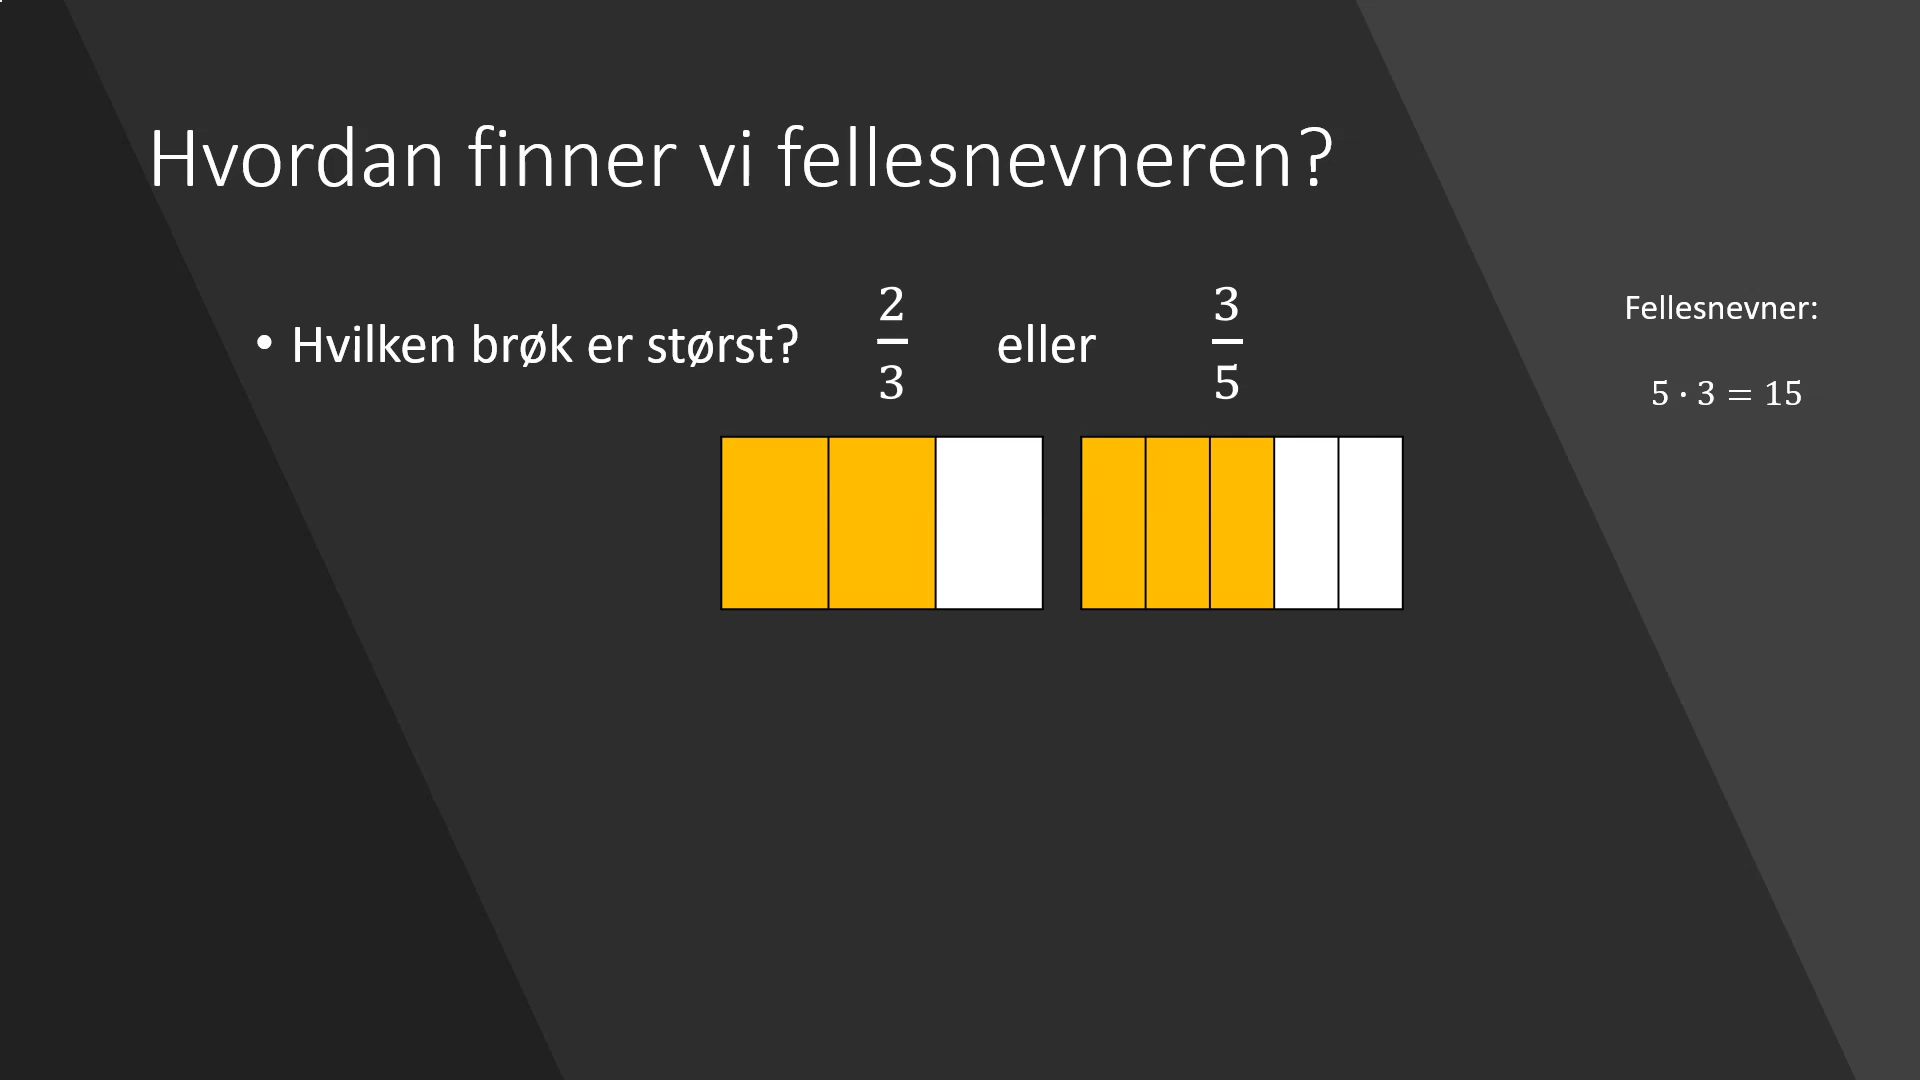 Hvordan finner vi fellesnevneren?
• Hvilken brøk er størst? 2/3 eller 3/5
Fellesnevner:
5 · 3 = 15